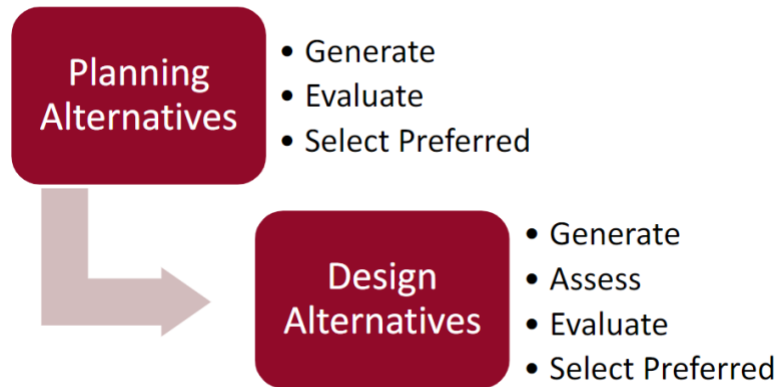 Planning
Alternatives
• Generate
• Evaluate
• Select Preferred
Design
Alternatives
• Generate
• Assess
• Evaluate
• Select Preferred